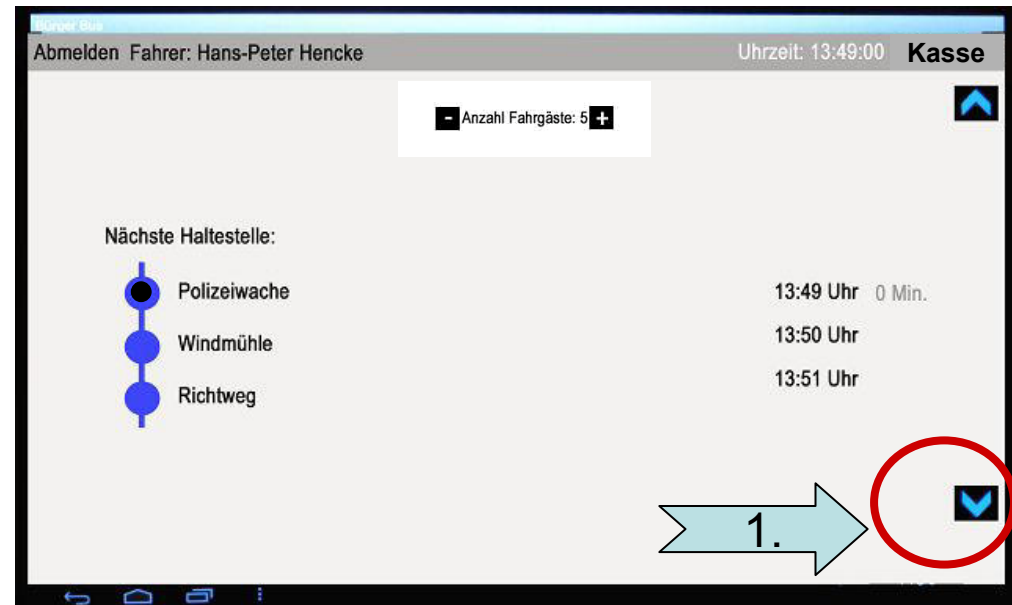 Bürger Bus
Abmelden Fahrer: Hans-Peter Hencke Uhrzeit: 13:49:00 Kasse
- Anzahl Fahrgäste: 5 +
Nächste Haltestelle:
Polizeiwache 13:49 Uhr 0 Min.
Windmühle 13:50 Uhr
Richtweg 13:51 Uhr
1.